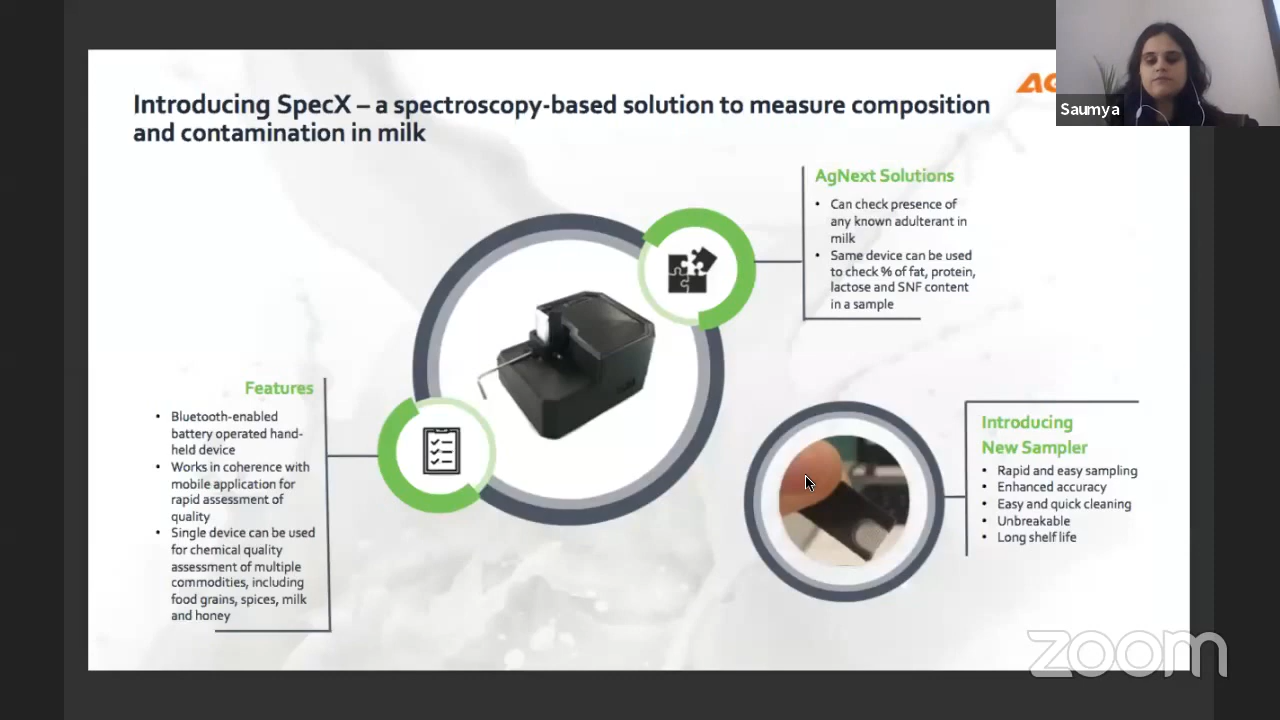 Introducing SpecX – a spectroscopy-based solution to measure composition
and contamination in milk
Saumya
AgNext Solutions
• Can check presence of
any known adulterant in
milk
• Same device can be used
to check % of fat, protein,
lactose and SNF content
in a sample
Features
• Bluetooth-enabled
battery operated hand-
held device
• Works in coherence with
mobile application for
rapid assessment of
quality
• Single device can be used
for chemical quality
assessment of multiple
commodities, including
food grains, spices, milk
and honey
Introducing
New Sampler
• Rapid and easy sampling
• Enhanced accuracy
• Easy and quick cleaning
• Unbreakable
• Long shelf life
zoom